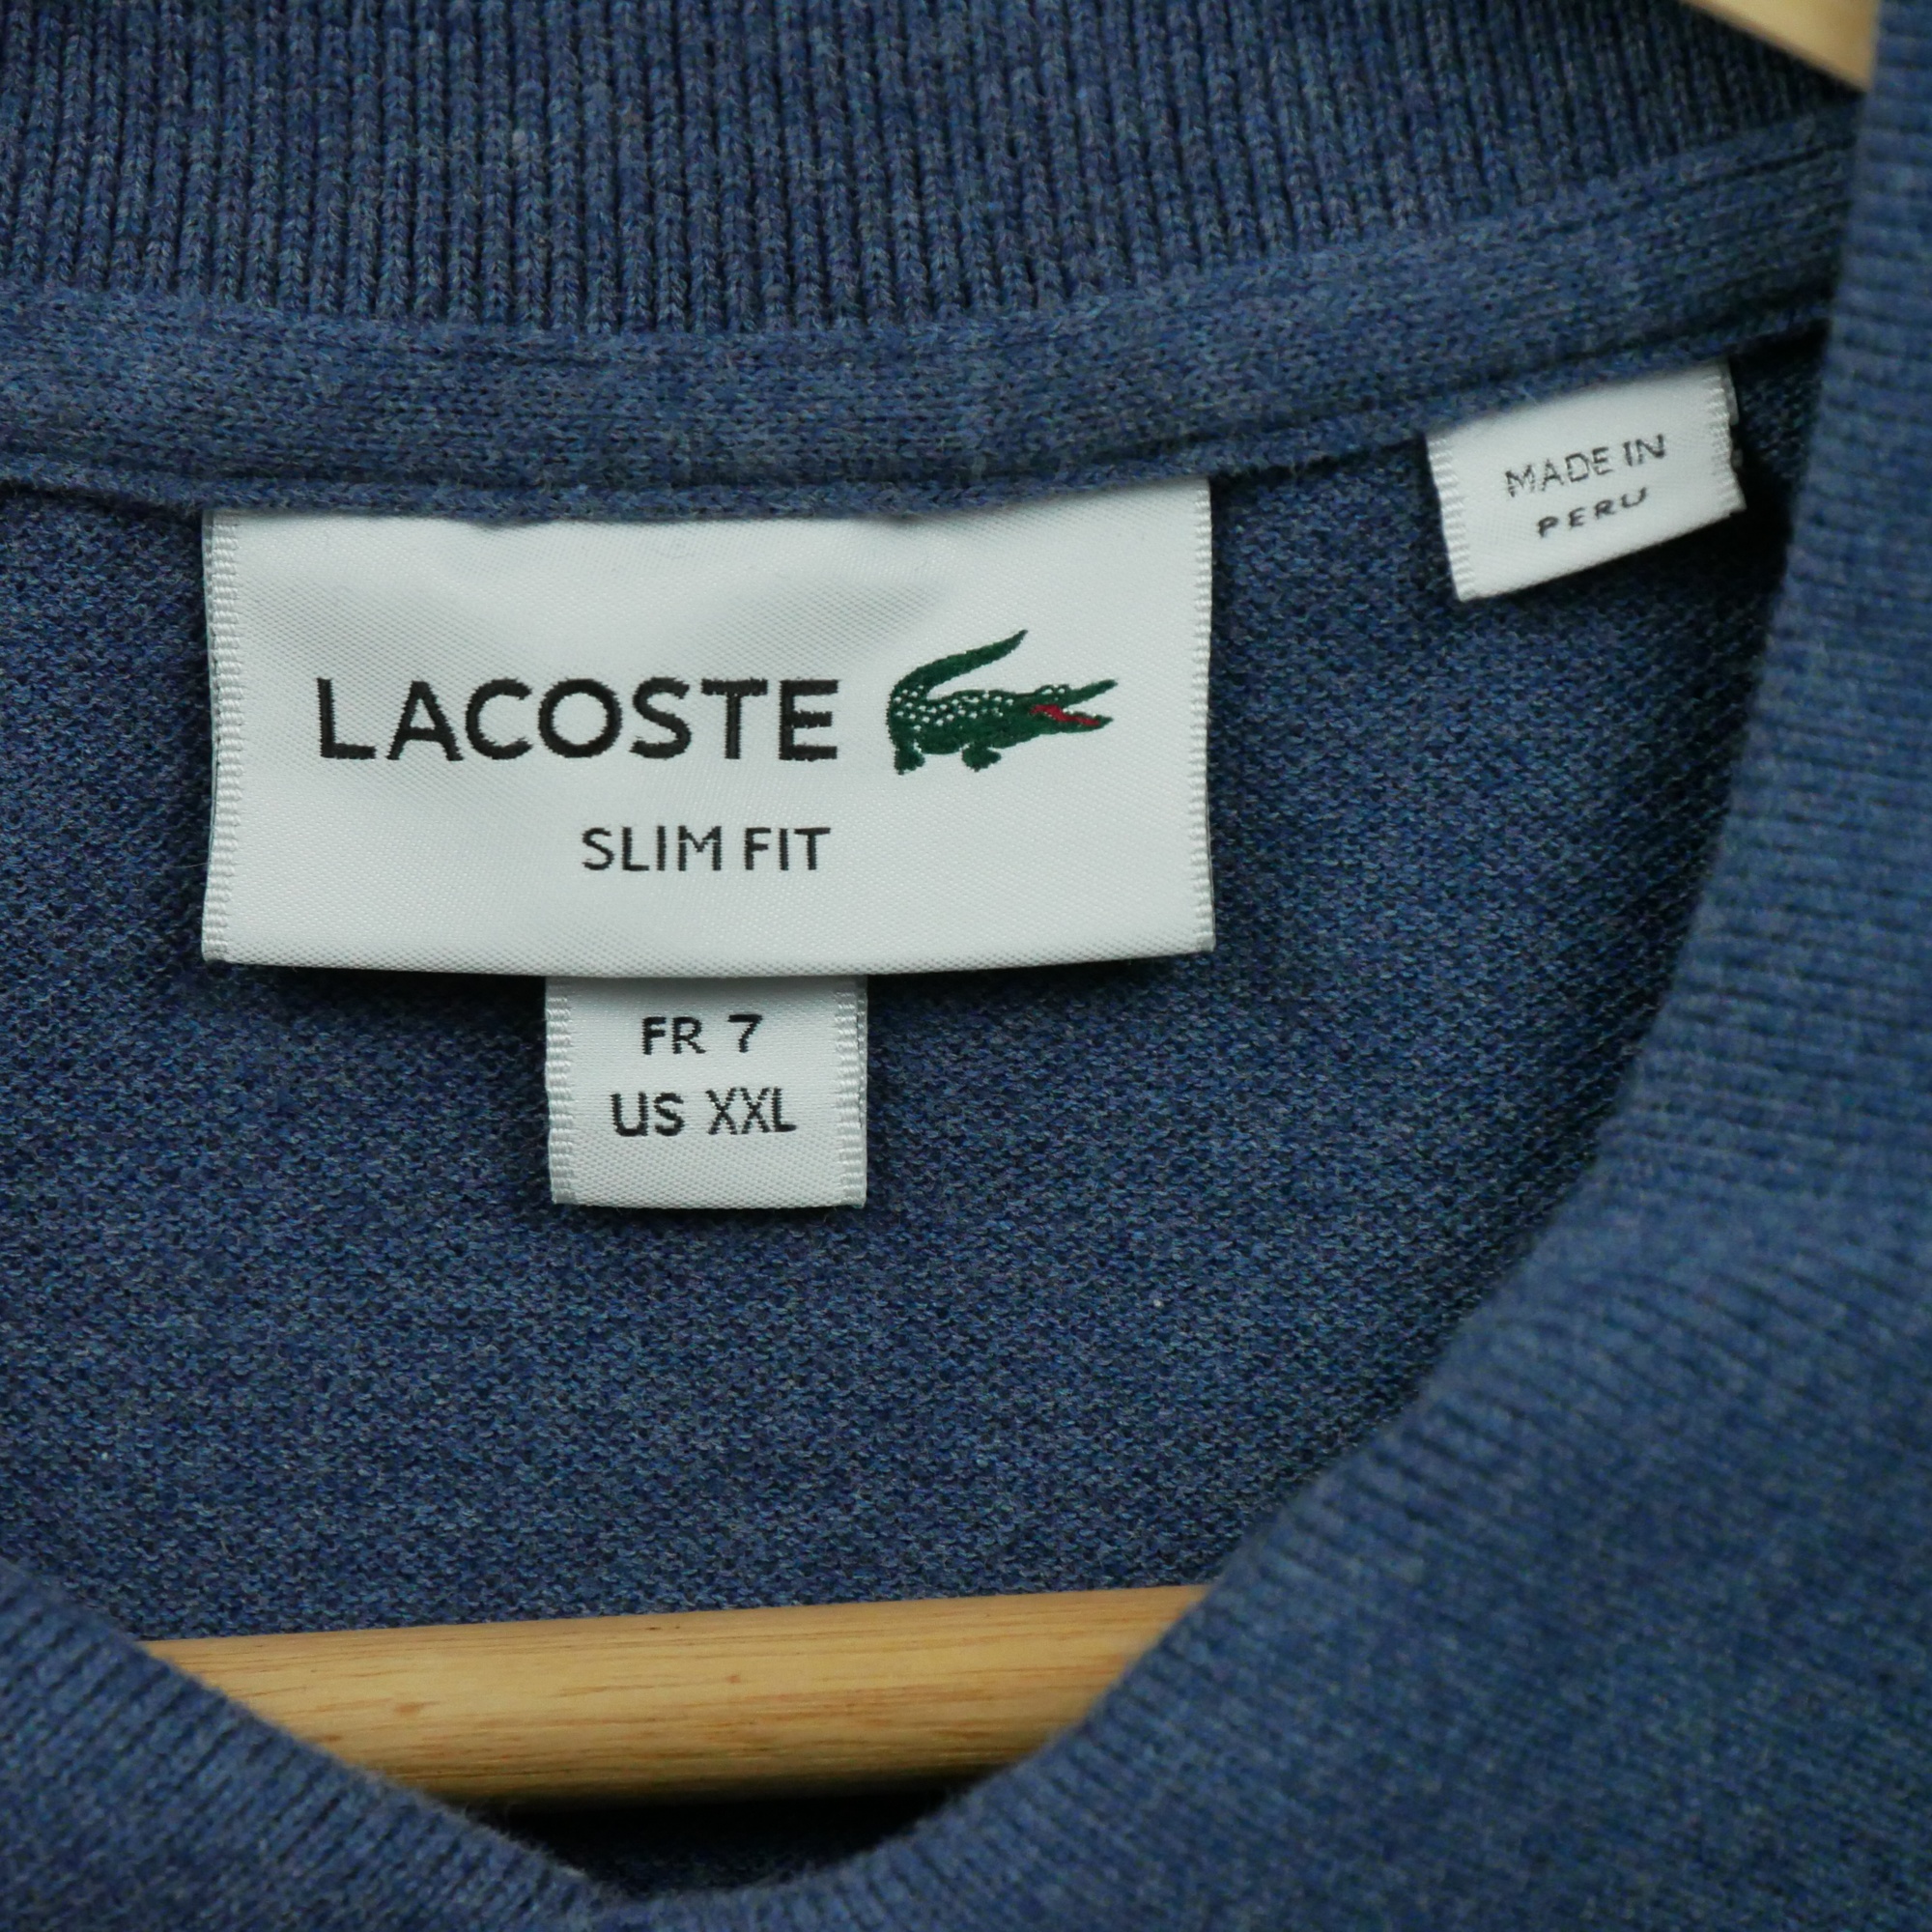 MADE IN
PERU
LACOSTE
SLIM FIT
FR 7
US XXL